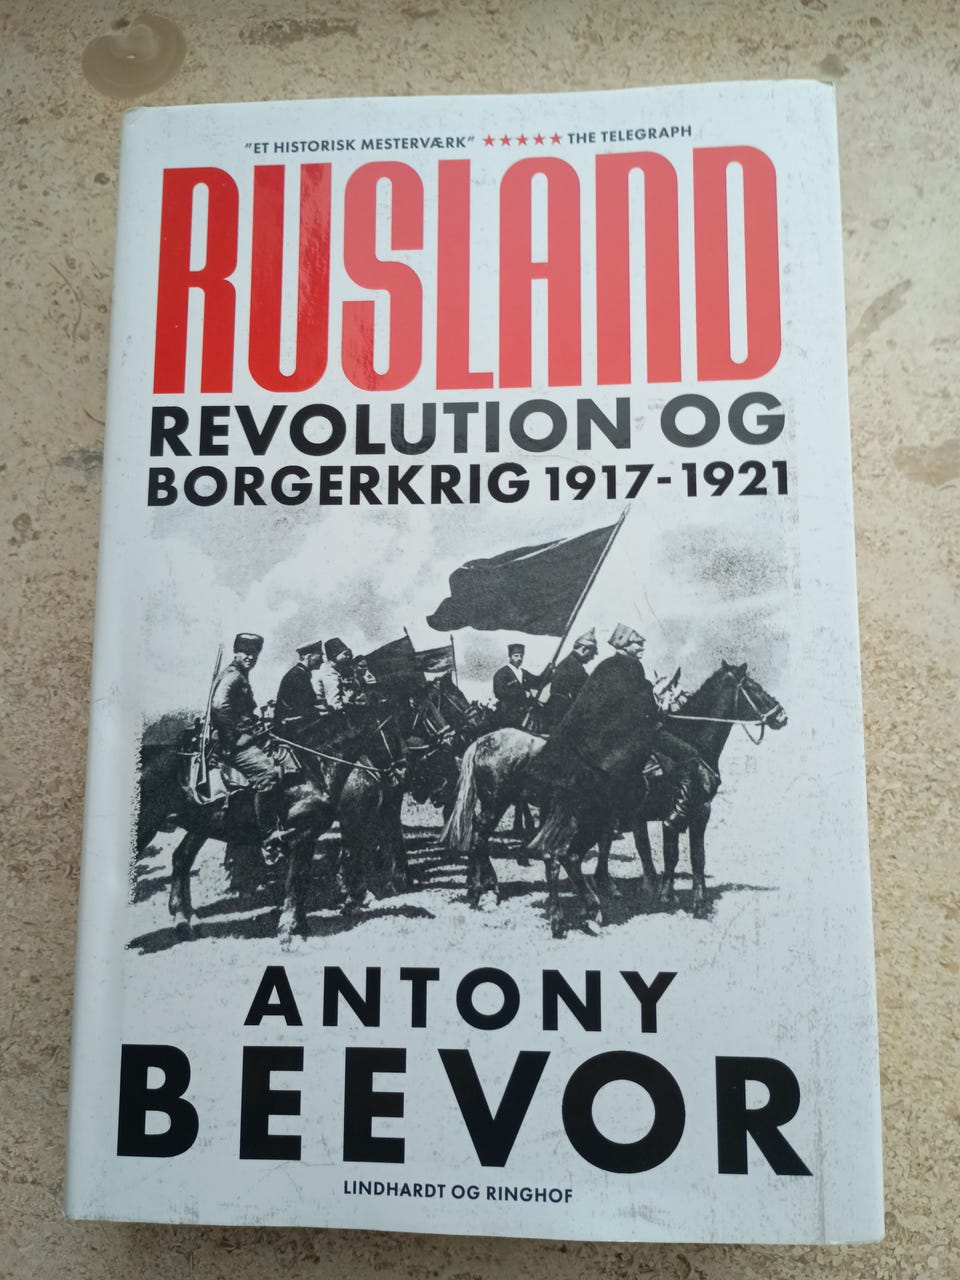 "ET HISTORISK MESTERVÆRK" ★★★★★ THE TELEGRAPH
RUSLAND
REVOLUTION OG
BORGERKRIG 1917-1921
ANTONY
BEEVOR
LINDHARDT OG RINGHOF